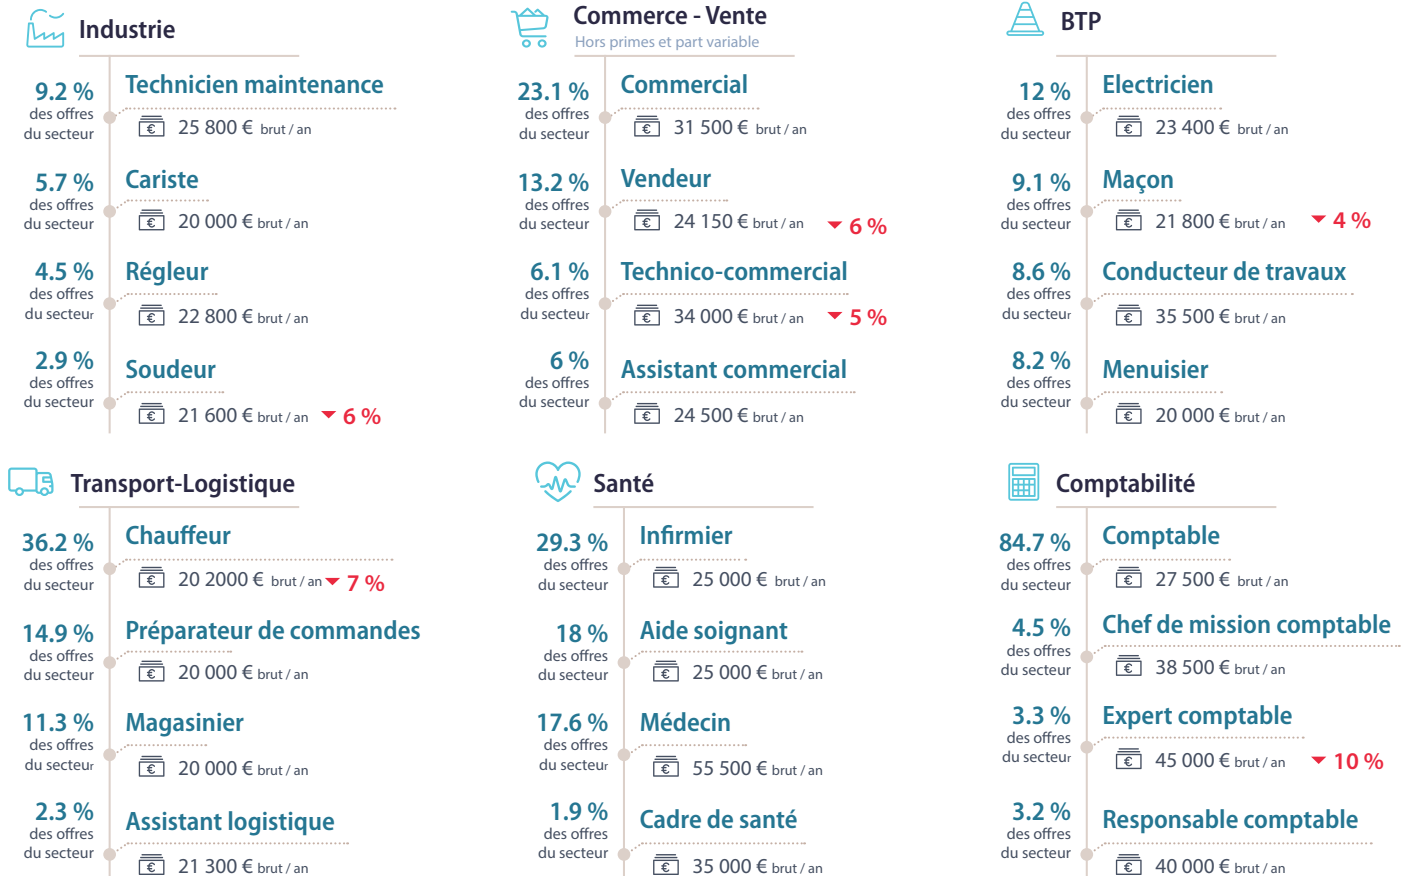 Industrie
9.2 %
des offres
du secteur
Technicien maintenance
€ 25 800 € brut / an
5.7 %
des offres
du secteur
Cariste
€ 20 000 € brut / an
4.5 %
des offres
du secteur
Régleur
€ 22 800 € brut / an
2.9 %
des offres
du secteur
Soudeur
€ 21 600 € brut / an 6 %
Commerce - Vente
Hors primes et part variable
23.1 %
des offres
du secteur
Commercial
€ 31 500 € brut / an
13.2 %
des offres
du secteur
Vendeur
€ 24 150 € brut / an 6 %
6.1 %
des offres
du secteur
Technico-commercial
€ 34 000 € brut / an 5 %
6 %
des offres
du secteur
Assistant commercial
€ 24 500 € brut / an
BTP
12 %
des offres
du secteur
Electricien
€ 23 400 € brut / an
9.1 %
des offres
du secteur
Maçon
€ 21 800 € brut / an 4 %
8.6 %
des offres
du secteur
Conducteur de travaux
€ 35 500 € brut / an
8.2 %
des offres
du secteur
Menuisier
€ 20 000 € brut / an
Transport-Logistique
36.2 %
des offres
du secteur
Chauffeur
€ 20 2000 € brut / an 7 %
14.9 %
des offres
du secteur
Préparateur de commandes
€ 20 000 € brut / an
11.3 %
des offres
du secteur
Magasinier
€ 20 000 € brut / an
2.3 %
des offres
du secteur
Assistant logistique
€ 21 300 € brut / an
Santé
29.3 %
des offres
du secteur
Infirmier
€ 25 000 € brut / an
18 %
des offres
du secteur
Aide soignant
€ 25 000 € brut / an
17.6 %
des offres
du secteur
Médecin
€ 55 500 € brut / an
1.9 %
des offres
du secteur
Cadre de santé
€ 35 000 € brut / an
Comptabilité
84.7 %
des offres
du secteur
Comptable
€ 27 500 € brut / an
4.5 %
des offres
du secteur
Chef de mission comptable
€ 38 500 € brut / an
3.3 %
des offres
du secteur
Expert comptable
€ 45 000 € brut / an 10 %
3.2 %
des offres
du secteur
Responsable comptable
€ 40 000 € brut / an